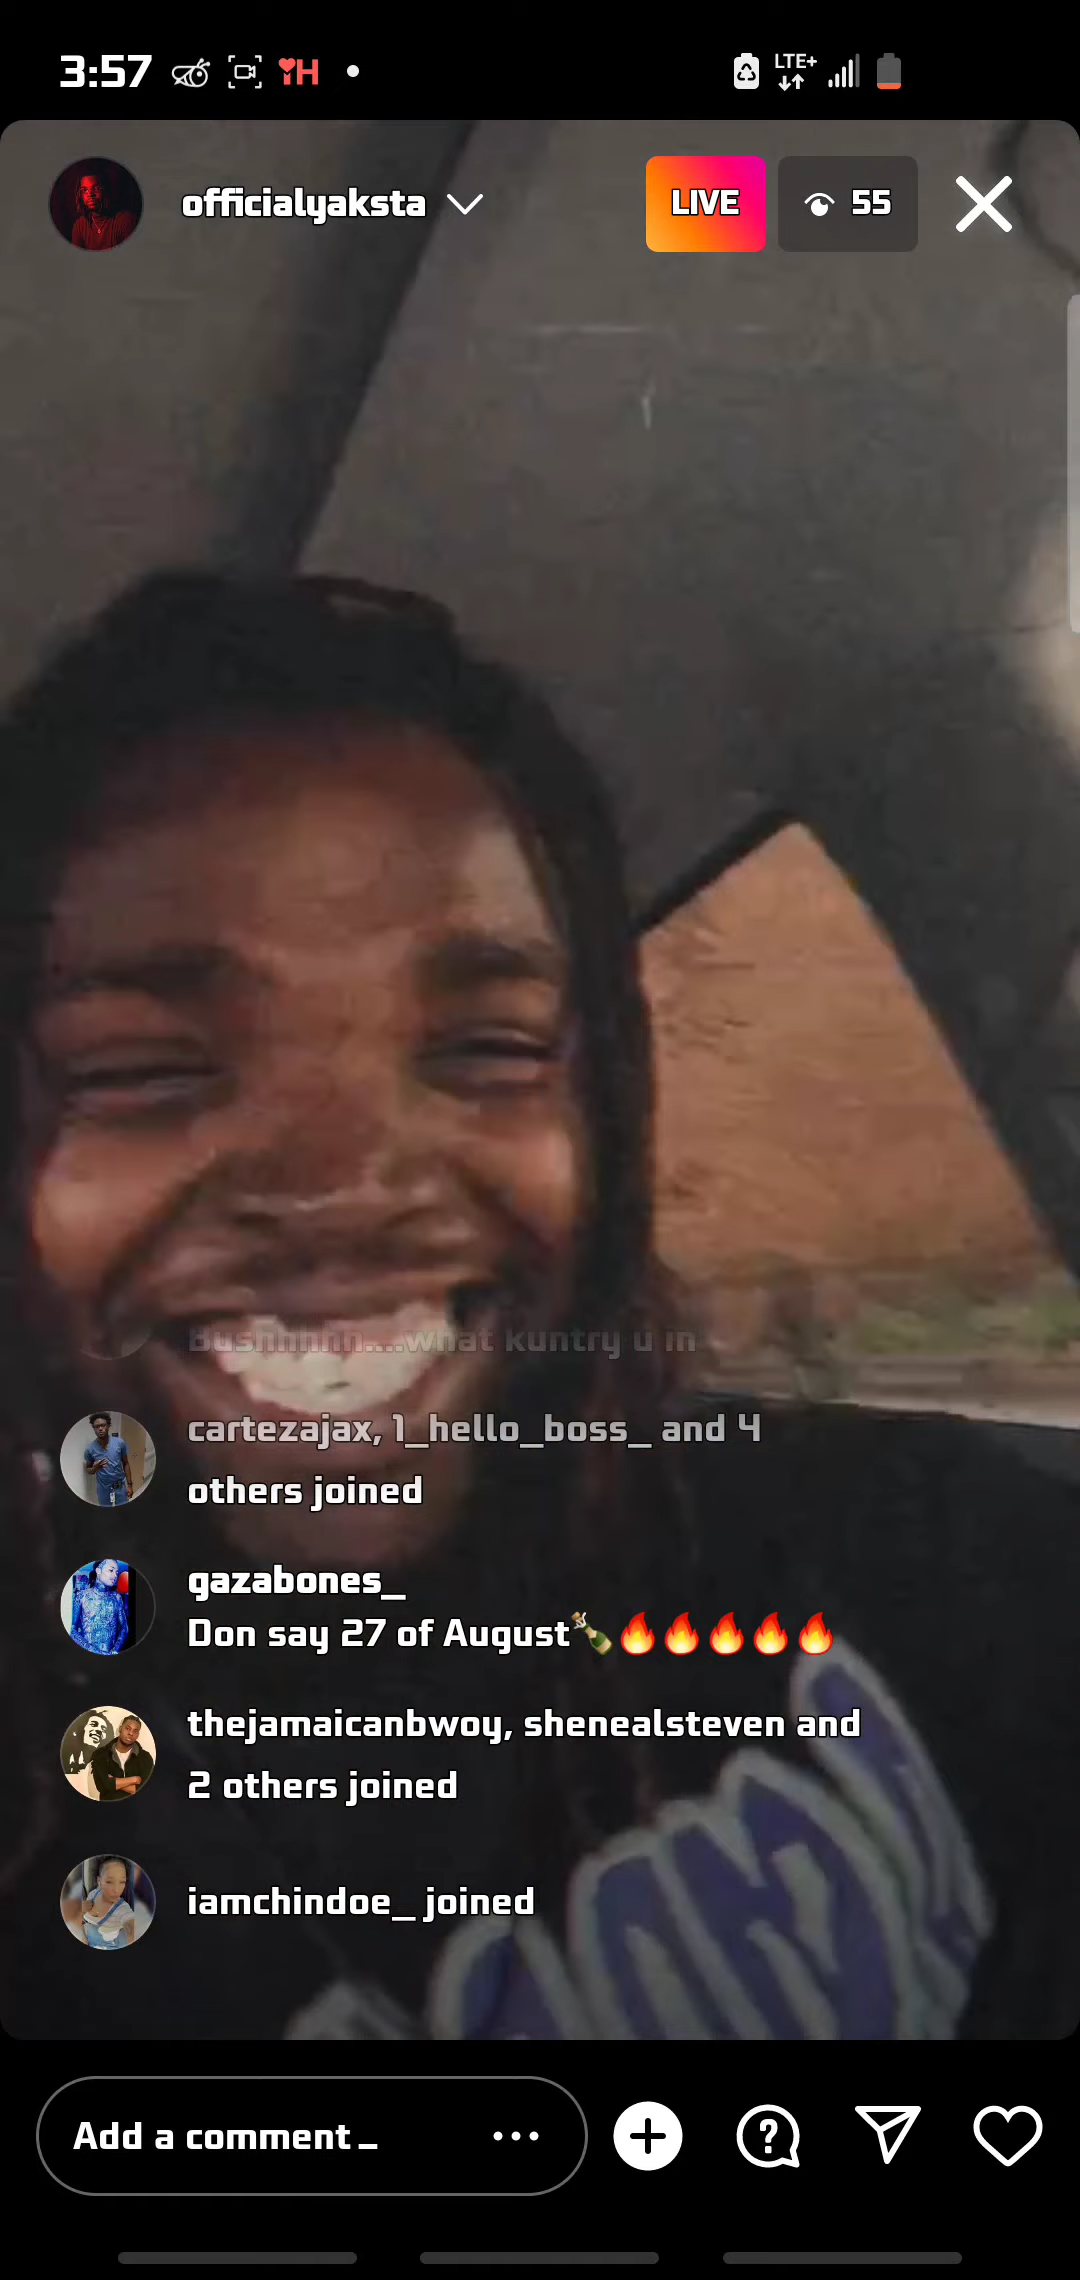 3:57
H
LTE+
officialyaksta
LIVE
55
Bushhhhh....what kuntry u in
cartezajax, 1_hello_boss_ and 4
others joined
gazabones_
Don say 27 of August🍾🔥🔥🔥🔥🔥
thejamaicanbwoy, shenealsteven and
2 others joined
iamchindoe_ joined
Add a comment...